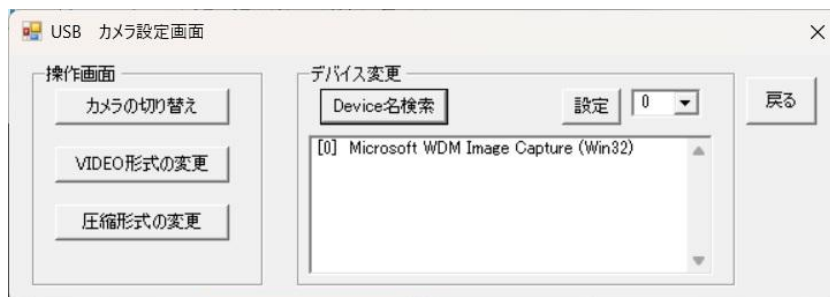 USB カメラ設定画面
操作画面
カメラの切り替え
VIDEO形式の変更
圧縮形式の変更
デバイス変更
Device名検索
設定
0
[0] Microsoft WDM Image Capture (Win32)
戻る